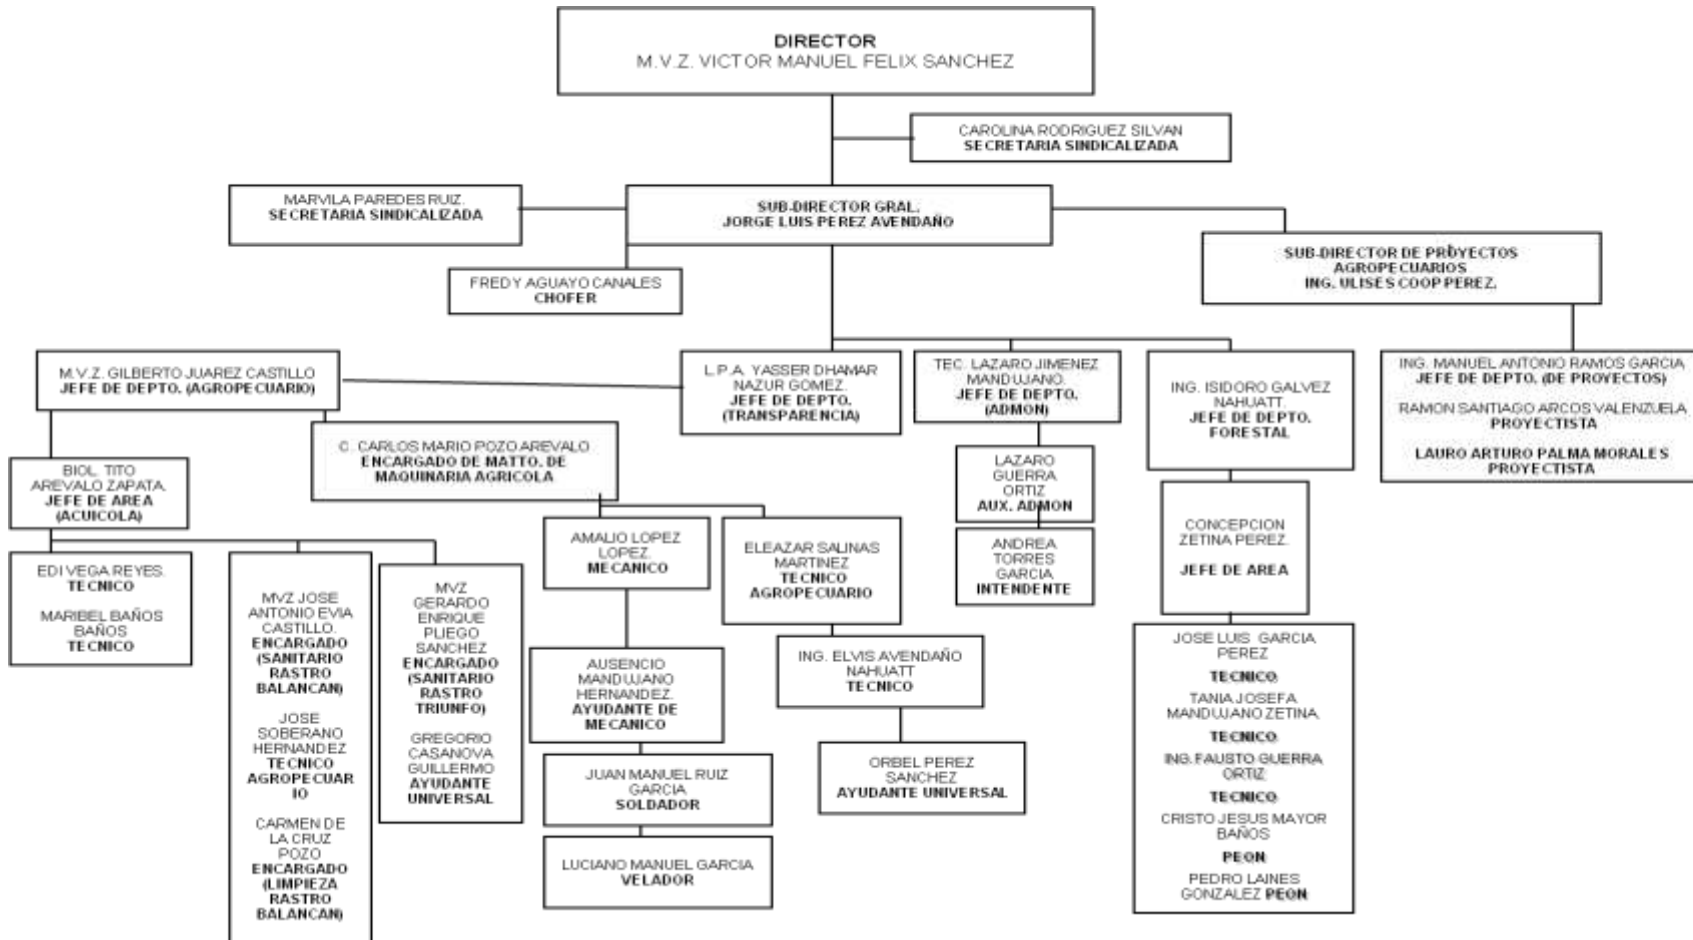 DIRECTOR
M.V.Z. VICTOR MANUEL FELIX SANCHEZ
CAROLINA RODRIGUEZ SILVAN
SECRETARIA SINDICALIZADA
MARVILA PAREDES RUIZ.
SECRETARIA SINDICALIZADA
SUB-DIRECTOR GRAL.
JORGE LUIS PEREZ AVENDAÑO
SUB-DIRECTOR DE PROYECTOS
AGROPECUARIOS
ING. ULISES COOP PEREZ.
FREDY AGUAYO CANALES
CHOFER
M.V.Z. GILBERTO JUAREZ CASTILLO
JEFE DE DEPTO. (AGROPECUARIO)
L.P.A. YASSER DHAMAR
NAZUR GOMEZ.
JEFE DE DEPTO.
(TRANSPARENCIA)
TEC. LAZARO JIMENEZ
MANDUJANO.
JEFE DE DEPTO.
(ADMON)
ING. ISIDORO GALVEZ
NAHUATT.
JEFE DE DEPTO.
FORESTAL
ING. MANUEL ANTONIO RAMOS GARCIA
JEFE DE DEPTO. (DE PROYECTOS)
RAMON SANTIAGO ARCOS VALENZUELA
PROYECTISTA
LAURO ARTURO PALMA MORALES
PROYECTISTA
BIOL. TITO
AREVALO ZAPATA.
JEFE DE AREA
(ACUICOLA)
C. CARLOS MARIO POZO AREVALO
ENCARGADO DE MATTO. DE
MAQUINARIA AGRICOLA
LAZARO
GUERRA
ORTIZ
AUX. ADMON
ANDREA
TORRES
GARCIA
INTENDENTE
CONCEPCION
ZETINA PEREZ.
JEFE DE AREA
EDI VEGA REYES.
TECNICO
MARIBEL BAÑOS
BAÑOS
TECNICO
MVZ JOSE
ANTONIO EVIA
CASTILLO.
ENCARGADO
(SANITARIO
RASTRO
BALANCAN)
JOSE
SOBERANO
HERNANDEZ
TECNICO
AGROPECUAR
IO
CARMEN DE
LA CRUZ
POZO
ENCARGADO
(LIMPIEZA
RASTRO
BALANCAN)
MVZ
GERARDO
ENRIQUE
PLIEGO
SANCHEZ
ENCARGADO
(SANITARIO
RASTRO
TRIUNFO)
GREGORIO
CASANOVA
GUILLERMO
AYUDANTE
UNIVERSAL
AMALIO LOPEZ
LOPEZ.
MECANICO
AUSENCIO
MANDUJANO
HERNANDEZ.
AYUDANTE DE
MECANICO
JUAN MANUEL RUIZ
GARCIA
SOLDADOR
LUCIANO MANUEL GARCIA
VELADOR
ELEAZAR SALINAS
MARTINEZ
TECNICO
AGROPECUARIO
ING. ELVIS AVENDAÑO
NAHUATT
TECNICO
ORBEL PEREZ
SANCHEZ
AYUDANTE UNIVERSAL
JOSE LUIS GARCIA
PEREZ
TECNICO
TANIA JOSEFA
MANDUJANO ZETINA
TECNICO
ING. FAUSTO GUERRA
ORTIZ
TECNICO
CRISTO JESUS MAYOR
BAÑOS
PEON
PEDRO LAINES
GONZALEZ PEON